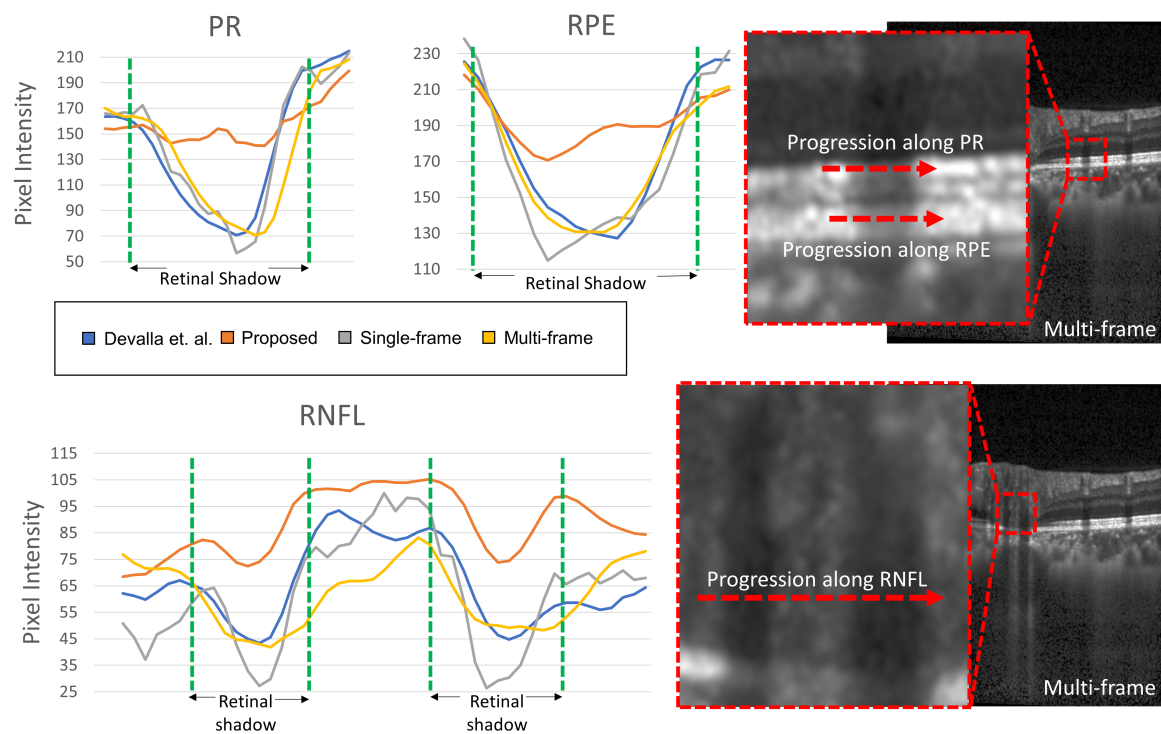 PR
Pixel Intensity
210
190
170
150
130
110
90
70
50
Retinal Shadow
RPE
230
210
190
170
150
130
110
Retinal Shadow
Progression along PR
Progression along RPE
Multi-frame
Devalla et. al.
Proposed
Single-frame
Multi-frame
RNFL
Pixel Intensity
115
105
95
85
75
65
55
45
35
25
Retinal
shadow
Retinal
shadow
Progression along RNFL
Multi-frame